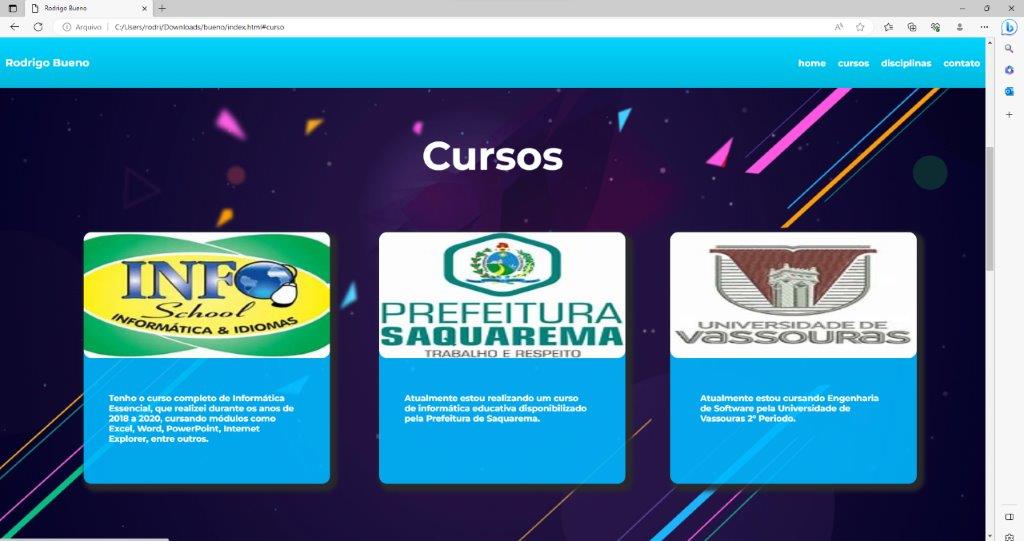 Rodrigo Bueno
Arquivo | C:/Users/rodri/Downloads/bueno/index.html#curso
Rodrigo Bueno
home cursos disciplinas contato
Cursos
INFO
School
INFORMÁTICA & IDIOMAS
Tenho o curso completo de Informática
Essencial, que realizei durante os anos de
2018 a 2020, cursando módulos como
Excel, Word, PowerPoint, Internet
Explorer, entre outros.
PREFEITURA
SAQUAREMA
TRABALHO E RESPEITO
Atualmente estou realizando um curso
de informática educativa disponibilizado
pela Prefeitura de Saquarema.
UNIVERSIDADE DE
VASSOURAS
Atualmente estou cursando Engenharia
de Software pela Universidade de
Vassouras 2° Periodo.